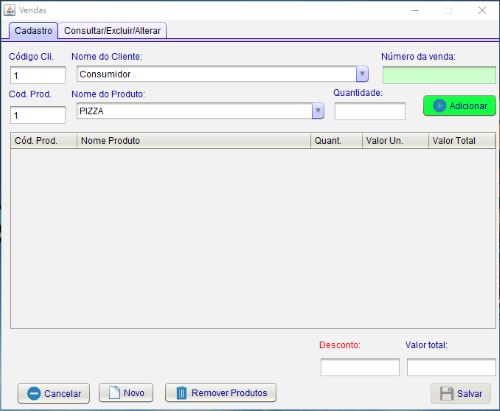 Vendas
Cadastro Consultar/Excluir/Alterar
Código Cli. Nome do Cliente: Número da venda:
1 Consumidor
Cod. Prod. Nome do Produto: Quantidade:
1 PIZZA Adicionar
Cód. Prod. Nome Produto Quant. Valor Un. Valor Total
Desconto: Valor total:
Cancelar Novo Remover Produtos Salvar